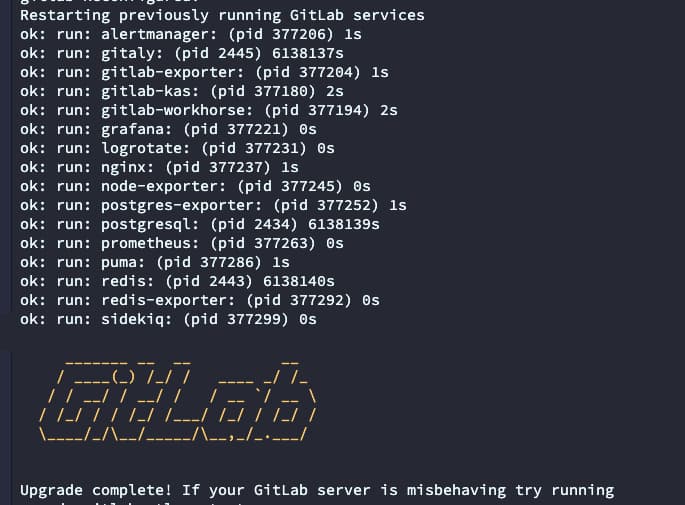 Restarting previously running GitLab services
ok: run: alertmanager: (pid 377206) 1s
ok: run: gitaly: (pid 2445) 6138137s
ok: run: gitlab-exporter: (pid 377204) 1s
ok: run: gitlab-kas: (pid 377180) 2s
ok: run: gitlab-workhorse: (pid 377194) 2s
ok: run: grafana: (pid 377221) 0s
ok: run: logrotate: (pid 377231) 0s
ok: run: nginx: (pid 377237) 1s
ok: run: node-exporter: (pid 377245) 0s
ok: run: postgres-exporter: (pid 377252) 1s
ok: run: postgresql: (pid 2434) 6138139s
ok: run: prometheus: (pid 377263) 0s
ok: run: puma: (pid 377286) 1s
ok: run: redis: (pid 2443) 6138140s
ok: run: redis-exporter: (pid 377292) 0s
ok: run: sidekiq: (pid 377299) 0s
GitLab
Upgrade complete! If your GitLab server is misbehaving try running